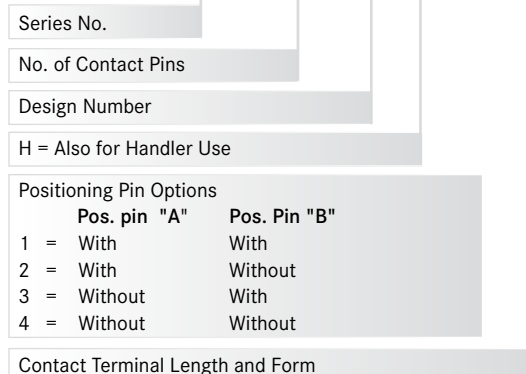 Series No.
No. of Contact Pins
Design Number
H = Also for Handler Use
Positioning Pin Options
Pos. pin "A" Pos. Pin "B"
1 = With With
2 = With Without
3 = Without With
4 = Without Without
Contact Terminal Length and Form